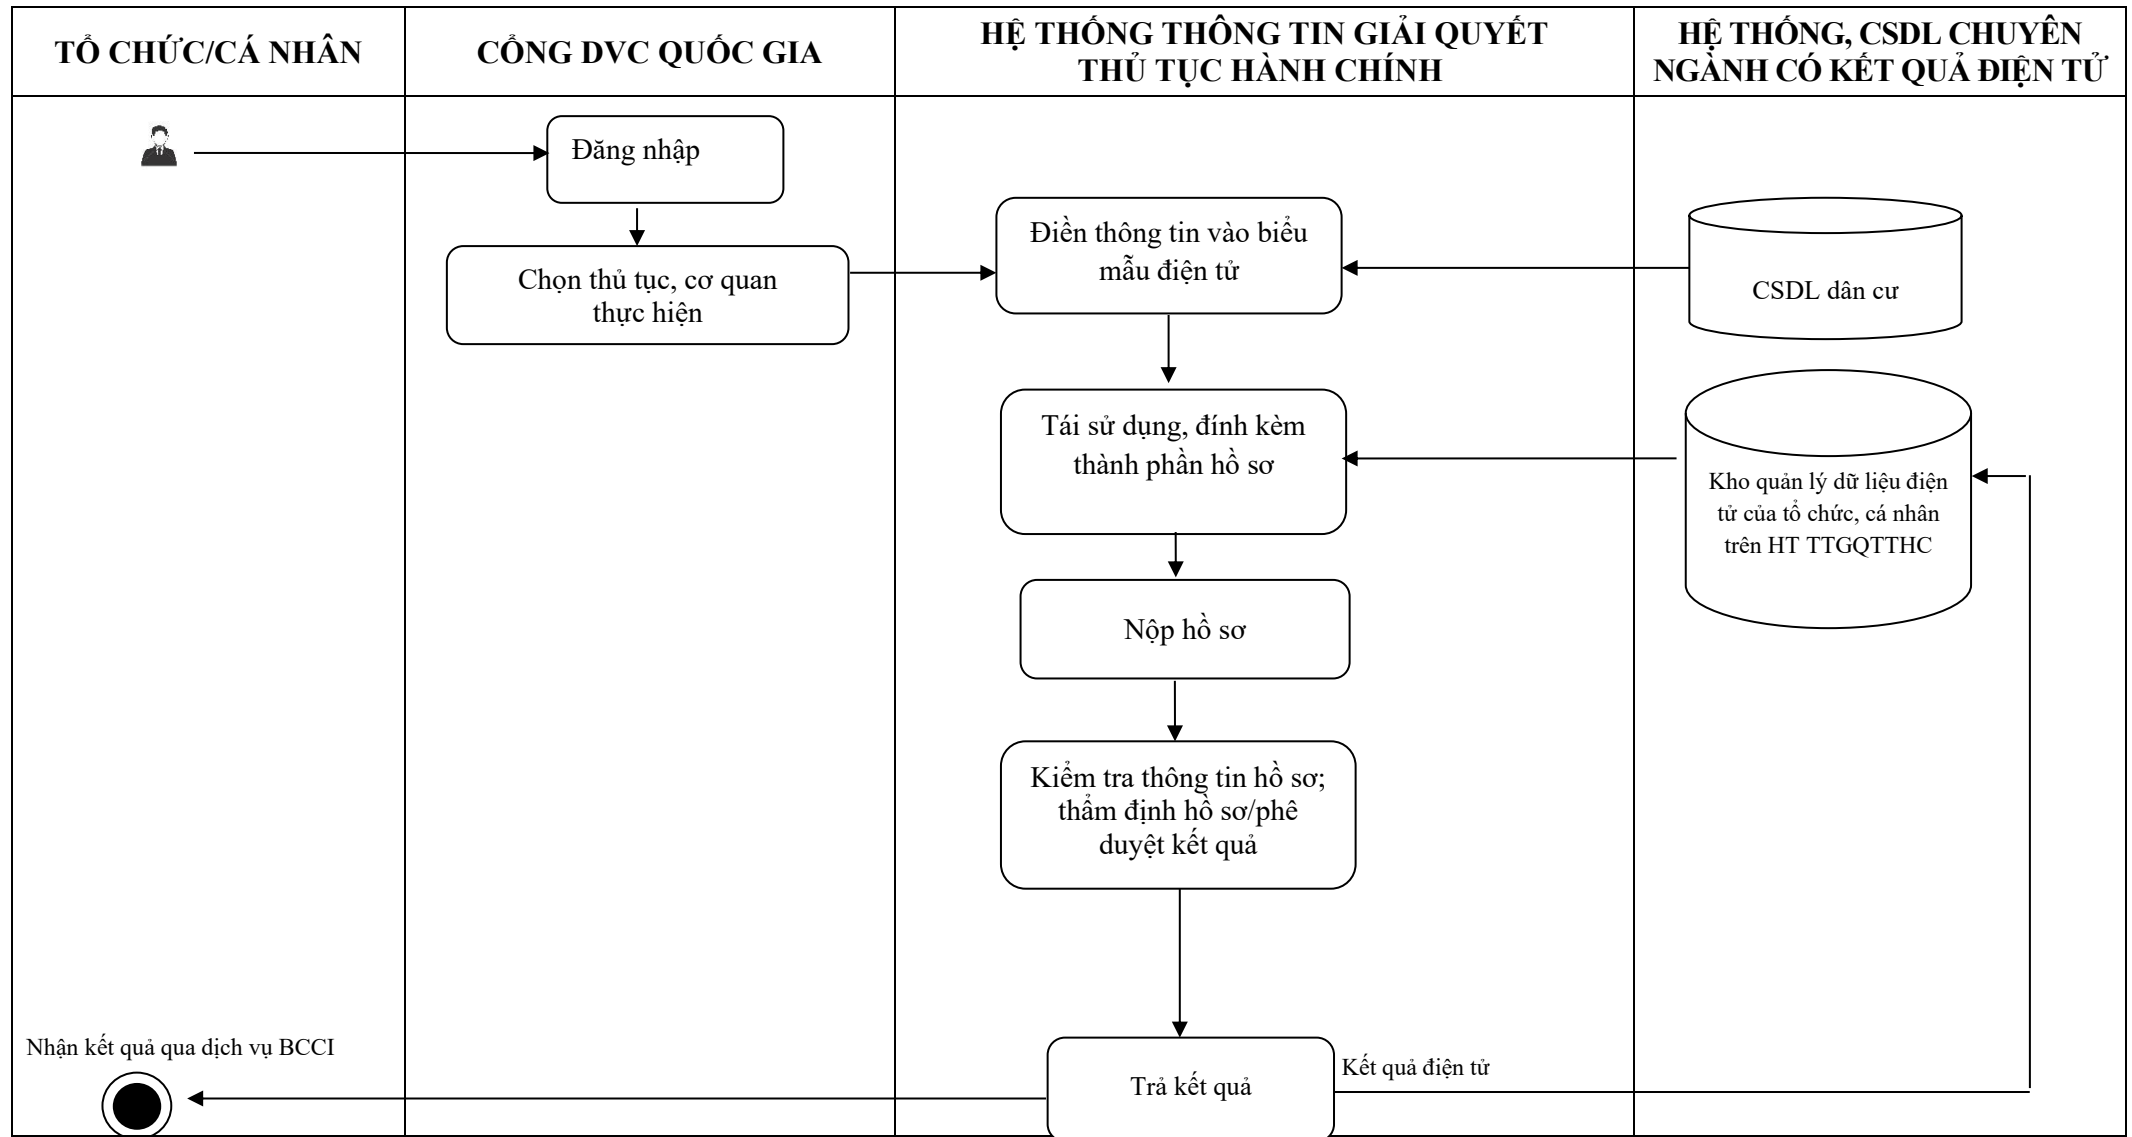 TỔ CHỨC/CÁ NHÂN
CỔNG DVC QUỐC GIA
HỆ THỐNG THÔNG TIN GIẢI QUYẾT
THỦ TỤC HÀNH CHÍNH
HỆ THỐNG, CSDL CHUYÊN
NGÀNH CÓ KẾT QUẢ ĐIỆN TỬ
Đăng nhập
Chọn thủ tục, cơ quan
thực hiện
Điền thông tin vào biểu
mẫu điện tử
CSDL dân cư
Tái sử dụng, đính kèm
thành phần hồ sơ
Kho quản lý dữ liệu điện
tử của tổ chức, cá nhân
trên HT TTGQTTHC
Nộp hồ sơ
Kiểm tra thông tin hồ sơ;
thẩm định hồ sơ/phê
duyệt kết quả
Nhận kết quả qua dịch vụ BCCI
Trả kết quả
Kết quả điện tử